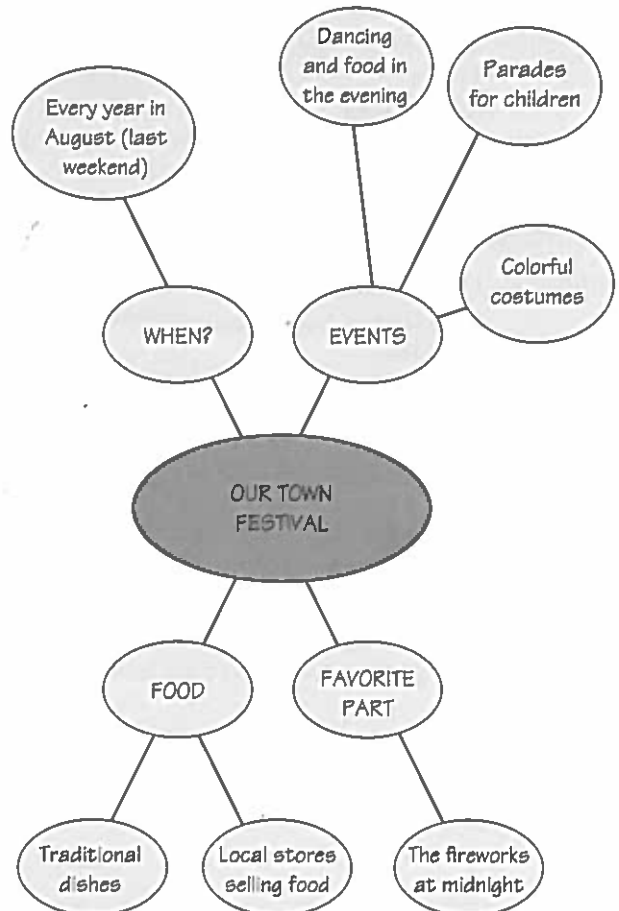 Dancing
and food in
the evening
Parades
for children
Every year in
August (last
weekend)
Colorful
costumes
WHEN?
EVENTS
OUR TOWN
FESTIVAL
FOOD
FAVORITE
PART
Traditional
dishes
Local stores
selling food
The fireworks
at midnight